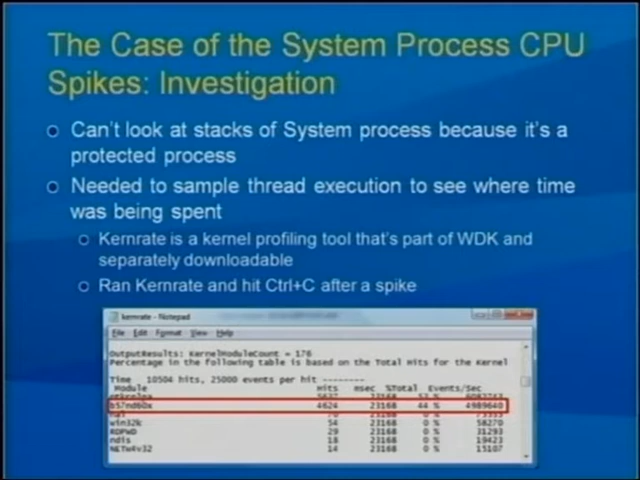 The Case of the System Process CPU
Spikes: Investigation
Can't look at stacks of System process because it's a
protected process
Needed to sample thread execution to see where time
was being spent
Kernrate is a kernel profiling tool that's part of WDK and
separately downloadable
Ran Kernrate and hit Ctrl+C after a spike
kernrate - Notepad
File Edit Format View Help
OutputResults: KernelModuleCount = 176
Percentage in the following table is based on the Total Hits for the Kernel
Time 10504 hits, 25000 events per hit --------
Module Hits msec %Total Events/Sec
b57nd60x 4624 23168 44 % 4989640
win32k 54 23168 0 % 58270
RDPWD 29 23168 0 % 31293
ndis 18 23168 0 % 19423
NETw4v32 14 23168 0 % 15107